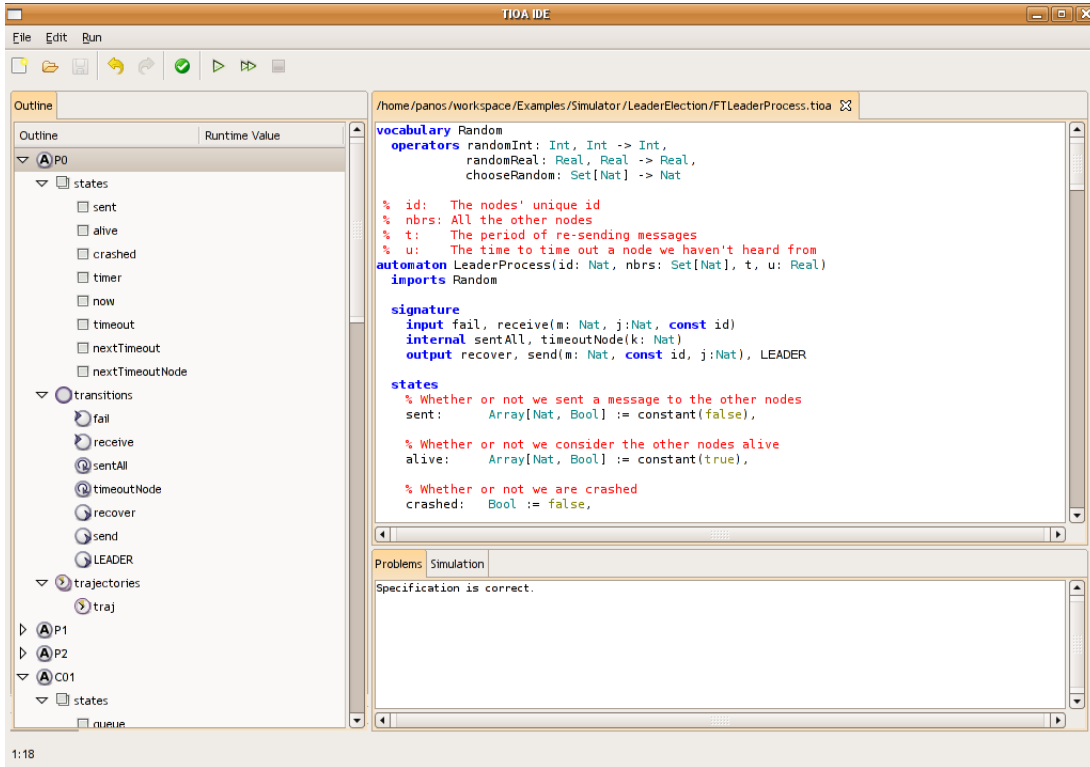 TIOA IDE
File Edit Run
Outline
Outline Runtime Value
P0
states
sent
alive
crashed
timer
now
timeout
nextTimeout
nextTimeoutNode
transitions
fail
receive
sentAll
timeoutNode
recover
send
LEADER
trajectories
traj
P1
P2
C01
states
queue
/home/panos/workspace/Examples/Simulator/LeaderElection/FTLeaderProcess.tioa
vocabulary Random
operators randomInt: Int, Int -> Int,
randomReal: Real, Real -> Real,
chooseRandom: Set[Nat] -> Nat
% id: The nodes' unique id
% nbrs: All the other nodes
% t: The period of re-sending messages
% u: The time to time out a node we haven't heard from
automaton LeaderProcess(id: Nat, nbrs: Set[Nat], t, u: Real)
imports Random
signature
input fail, receive(m: Nat, j:Nat, const id)
internal sentAll, timeoutNode(k: Nat)
output recover, send(m: Nat, const id, j:Nat), LEADER
states
% Whether or not we sent a message to the other nodes
sent: Array[Nat, Bool] := constant(false),
% Whether or not we consider the other nodes alive
alive: Array[Nat, Bool] := constant(true),
% Whether or not we are crashed
crashed: Bool := false,
Problems Simulation
Specification is correct.
1:18